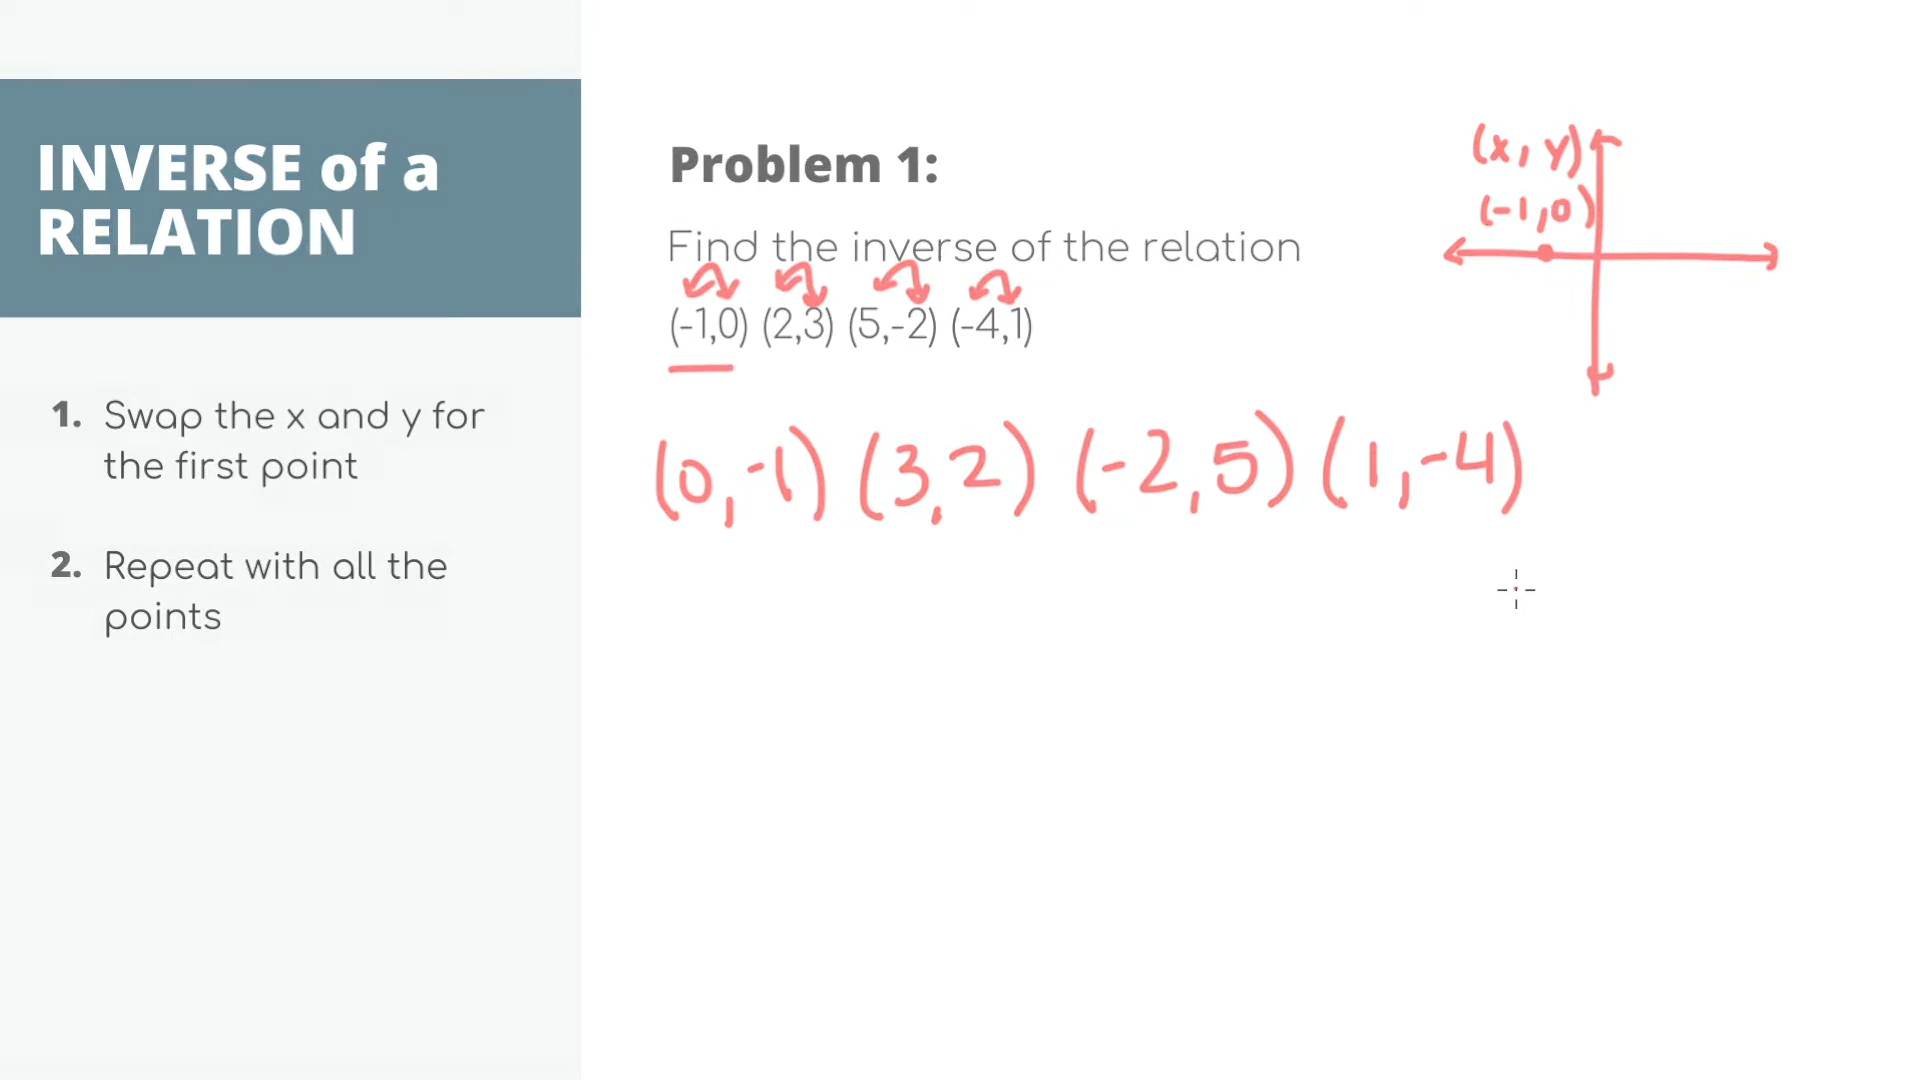 INVERSE of a
RELATION
1. Swap the x and y for
the first point
2. Repeat with all the
points
Problem 1:
Find the inverse of the relation
(-1,0) (2,3) (5,-2) (-4,1)
(x, y)
(-1,0)
(0,-1) (3,2) (-2,5) (1,-4)